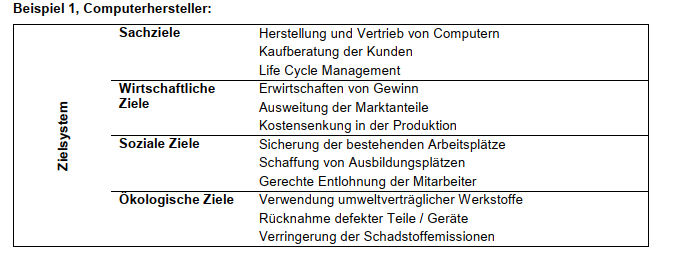 Beispiel 1, Computerhersteller:
Zielsystem
Sachziele Herstellung und Vertrieb von Computern
Kaufberatung der Kunden
Life Cycle Management
Wirtschaftliche Erwirtschaften von Gewinn
Ziele Ausweitung der Marktanteile
Kostensenkung in der Produktion
Soziale Ziele Sicherung der bestehenden Arbeitsplätze
Schaffung von Ausbildungsplätzen
Gerechte Entlohnung der Mitarbeiter
Ökologische Ziele Verwendung umweltverträglicher Werkstoffe
Rücknahme defekter Teile / Geräte
Verringerung der Schadstoffemissionen